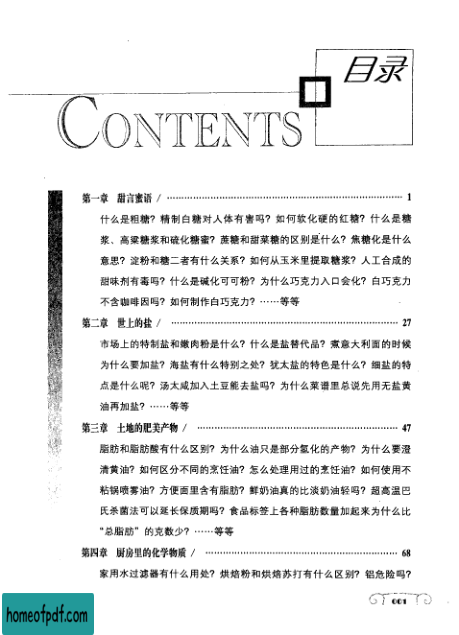 目录
CONTENTS
第一章 甜言蜜语 / …………………………………………………… 1
什么是粗糖？精制白糖对人体有害吗？如何软化硬的红糖？什么是糖
浆、高粱糖浆和硫化糖蜜？蔗糖和甜菜糖的区别是什么？焦糖化是什么
意思？淀粉和糖二者有什么关系？如何从玉米里提取糖浆？人工合成的
甜味剂有毒吗？什么是碱化可可粉？为什么巧克力入口会化？白巧克力
不含咖啡因吗？如何制作白巧克力？……等等
第二章 世上的盐 / …………………………………………………… 27
市场上的特制盐和嫩肉粉是什么？什么是盐替代品？煮意大利面的时候
为什么要加盐？海盐有什么特别之处？犹太盐的特色是什么？细盐的特
点是什么呢？汤太咸加入土豆能去盐吗？为什么菜谱里总说先用无盐黄
油再加盐？……等等
第三章 土地的肥美产物 / …………………………………………… 47
脂肪和脂肪酸有什么区别？为什么油只是部分氢化的产物？为什么要澄
清黄油？如何区分不同的烹饪油？怎么处理用过的烹饪油？如何使用不
粘锅喷雾油？方便面里含有脂肪？鲜奶油真的比淡奶油轻吗？超高温巴
氏杀菌法可以延长保质期吗？食品标签上各种脂肪数量加起来为什么比
“总脂肪”的克数少？……等等
第四章 厨房里的化学物质 / ………………………………………… 68
家用水过滤器有什么用处？烘焙粉和烘焙苏打有什么区别？铝危险吗？
001
homeofpdf.com